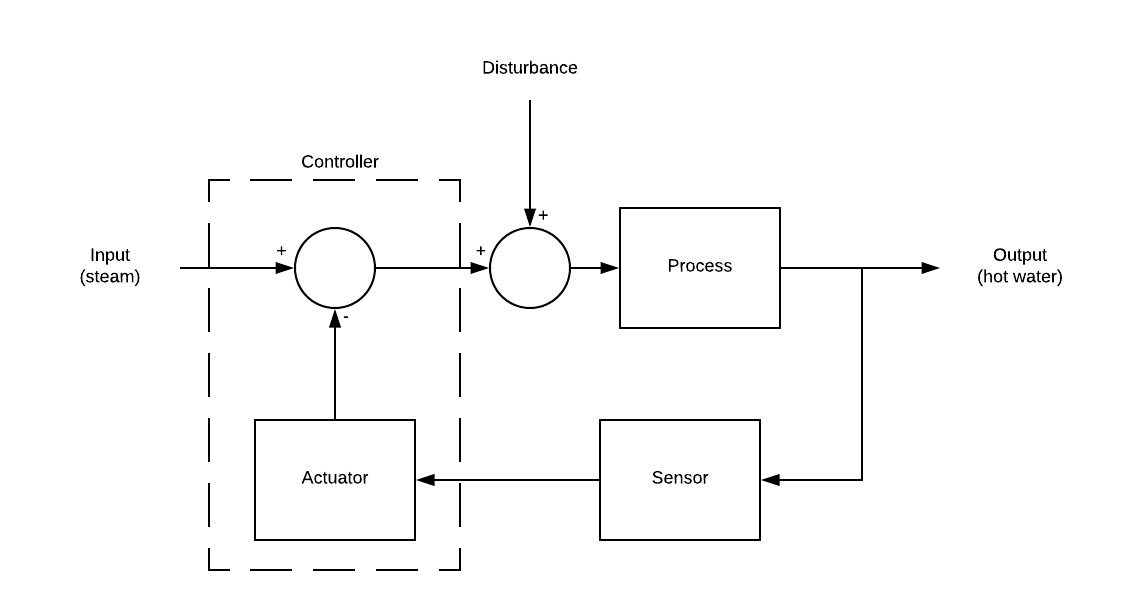 Disturbance
Controller
+
Input
(steam)
+
+
Process
Output
(hot water)
-
Actuator
Sensor